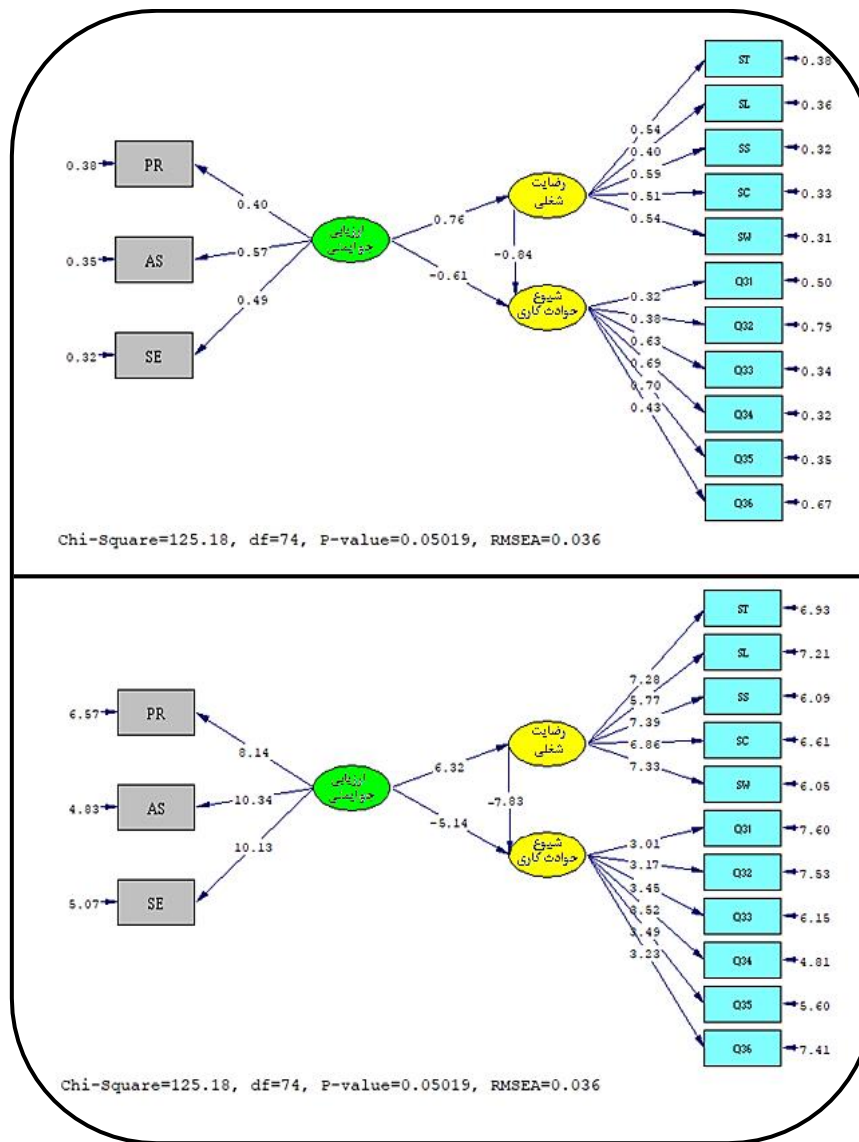 ST
0.38
SL
0.36
0.54
0.40
SS
0.32
0.59
PR
0.38
رضایت
شغلی
0.51
SC
0.33
0.54
0.40
0.76
SW
0.31
ارزیابی
جو ایمنی
AS
0.35
0.57
-0.84
-0.61
Q31
0.50
0.32
0.49
شیوع
حوادث کاری
0.38
Q32
0.79
0.63
SE
0.32
0.69
Q33
0.34
0.70
0.43
Q34
0.32
Q35
0.35
Q36
0.67
Chi-Square=125.18, df=74, P-value=0.05019, RMSEA=0.036
ST
6.93
SL
7.21
7.28
5.77
SS
6.09
7.39
PR
6.57
رضایت
شغلی
6.86
SC
6.61
7.33
8.14
6.32
SW
6.05
ارزیابی
جو ایمنی
AS
4.83
10.34
-7.83
-5.14
Q31
7.60
3.01
10.13
شیوع
حوادث کاری
3.17
Q32
7.53
3.45
SE
5.07
3.52
Q33
6.15
3.49
3.23
Q34
4.81
Q35
5.60
Q36
7.41
Chi-Square=125.18, df=74, P-value=0.05019, RMSEA=0.036